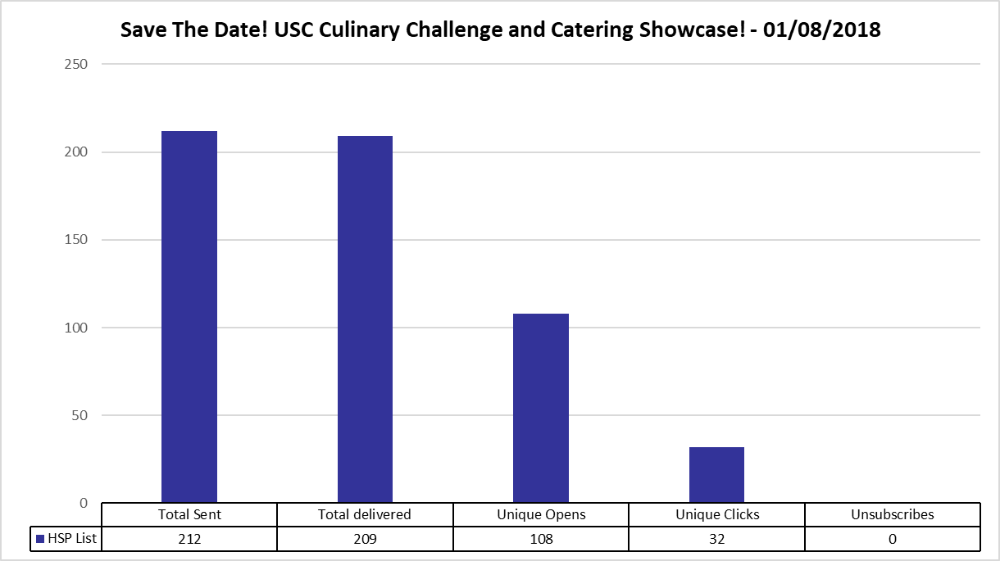 Save The Date! USC Culinary Challenge and Catering Showcase! - 01/08/2018
250
200
150
100
50
0
Total Sent Total delivered Unique Opens Unique Clicks Unsubscribes
HSP List 212 209 108 32 0